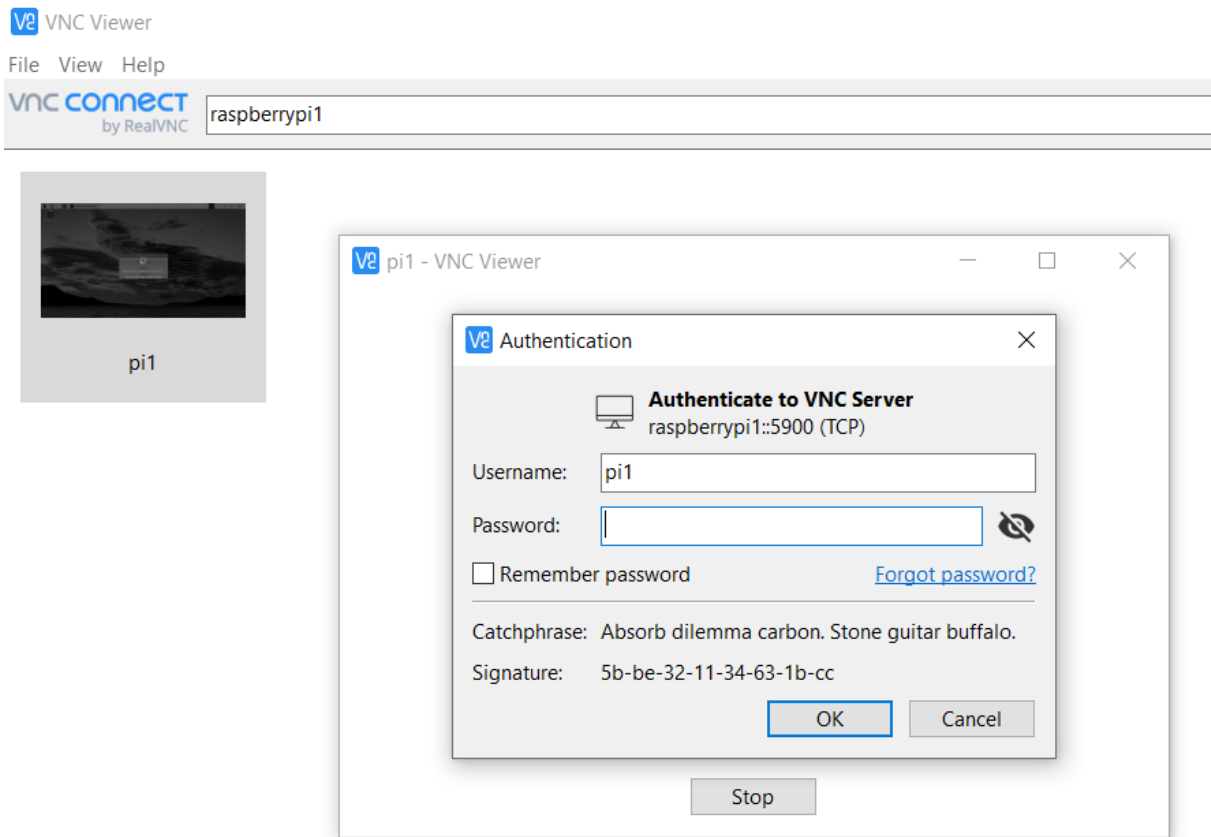 VNC Viewer
File View Help
VNC CONNECT
by RealVNC
raspberrypi1
pi1
pi1 - VNC Viewer
Authentication
Authenticate to VNC Server
raspberrypi1::5900 (TCP)
Username: pi1
Password:
Remember password Forgot password?
Catchphrase: Absorb dilemma carbon. Stone guitar buffalo.
Signature: 5b-be-32-11-34-63-1b-cc
OK Cancel
Stop